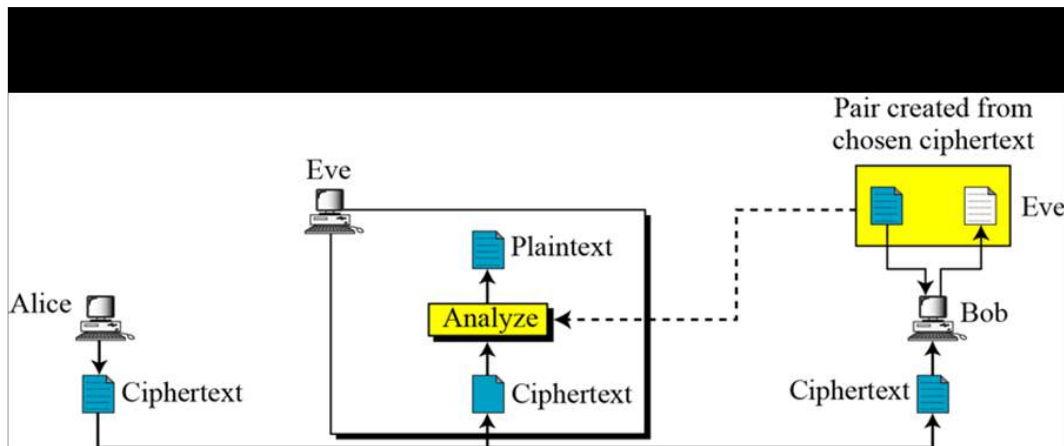 Pair created from
chosen ciphertext
Eve
Eve
Plaintext
Alice
Analyze
Bob
Ciphertext
Ciphertext
Ciphertext